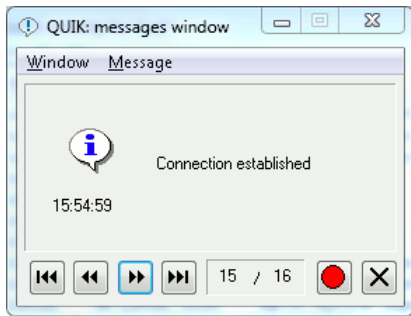 QUIK: messages window
Window Message
Connection established
15:54:59
15 / 16